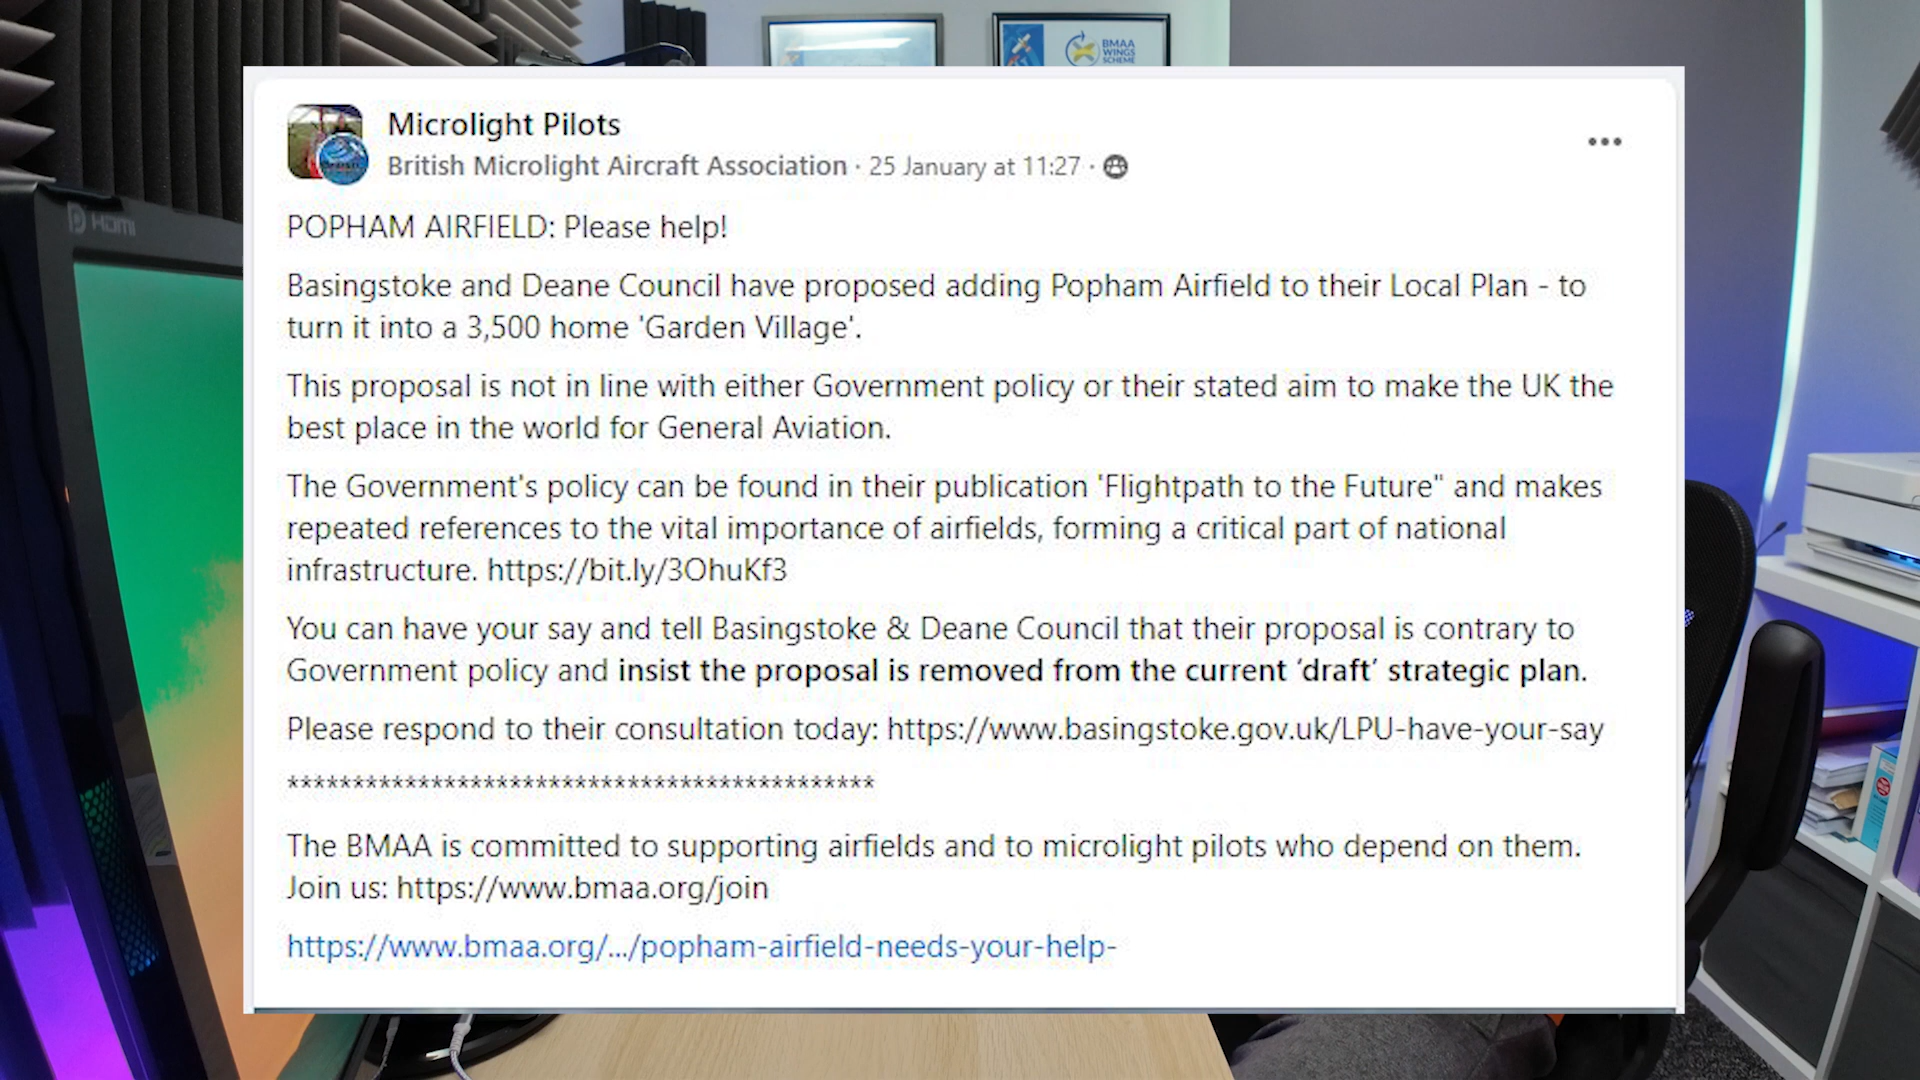 BMAA
WINGS
SCHEME
HDMI
Microlight Pilots
British Microlight Aircraft Association · 25 January at 11:27 ·
POPHAM AIRFIELD: Please help!
Basingstoke and Deane Council have proposed adding Popham Airfield to their Local Plan - to
turn it into a 3,500 home 'Garden Village'.
This proposal is not in line with either Government policy or their stated aim to make the UK the
best place in the world for General Aviation.
The Government's policy can be found in their publication 'Flightpath to the Future" and makes
repeated references to the vital importance of airfields, forming a critical part of national
infrastructure. https://bit.ly/3OhuKf3
You can have your say and tell Basingstoke & Deane Council that their proposal is contrary to
Government policy and insist the proposal is removed from the current ‘draft’ strategic plan.
Please respond to their consultation today: https://www.basingstoke.gov.uk/LPU-have-your-say
*********************************************
The BMAA is committed to supporting airfields and to microlight pilots who depend on them.
Join us: https://www.bmaa.org/join
https://www.bmaa.org/.../popham-airfield-needs-your-help-